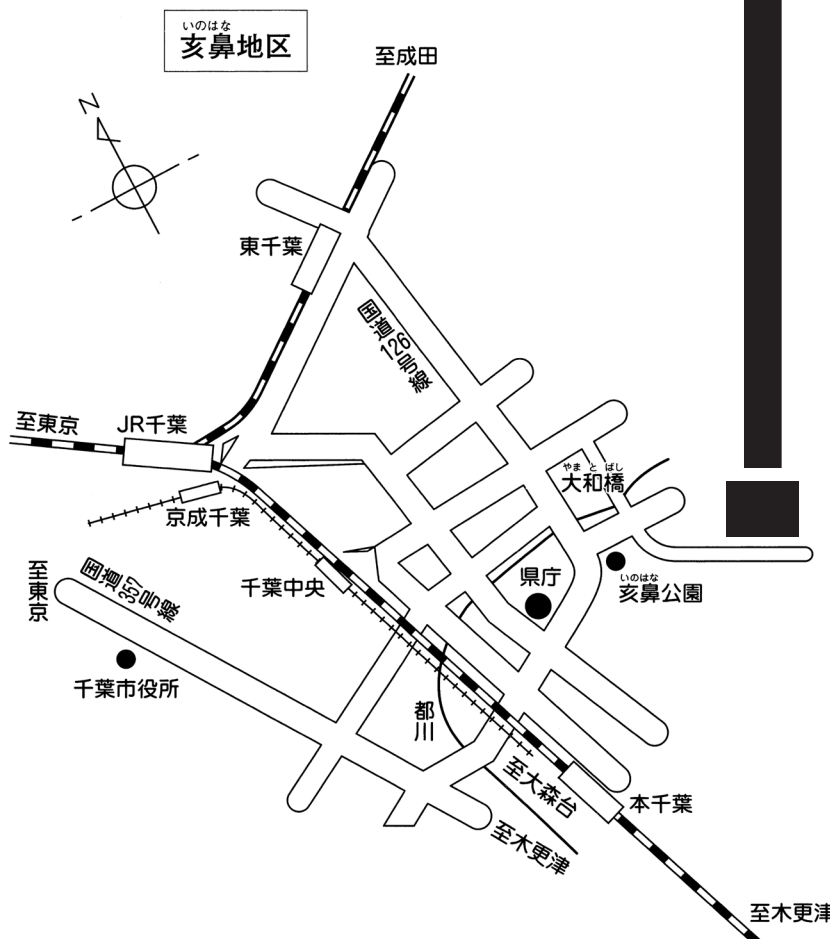 いのはな
亥鼻地区
至成田
N
東千葉
国道126号線
至東京
JR千葉
やまとばし
大和橋
京成千葉
至東京
国道357号線
千葉中央
県庁
いのはな
亥鼻公園
千葉市役所
都川
至大森台
本千葉
至木更津
至木更津